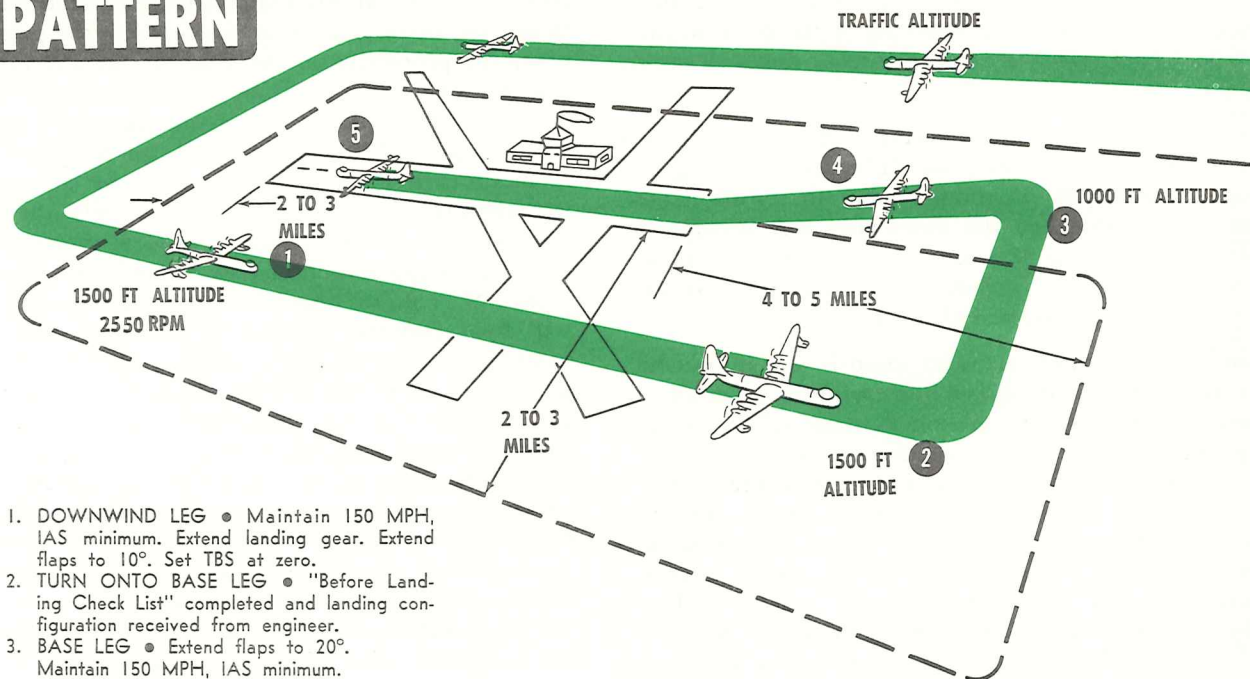 PATTERN
TRAFFIC ALTITUDE
5
4
1000 FT ALTITUDE
3
2 TO 3
MILES
1
1500 FT ALTITUDE
2550 RPM
4 TO 5 MILES
2 TO 3
MILES
1500 FT
ALTITUDE
2
1. DOWNWIND LEG ● Maintain 150 MPH,
IAS minimum. Extend landing gear. Extend
flaps to 10°. Set TBS at zero.
2. TURN ONTO BASE LEG ● "Before Land-
ing Check List" completed and landing con-
figuration received from engineer.
3. BASE LEG ● Extend flaps to 20°.
Maintain 150 MPH, IAS minimum.